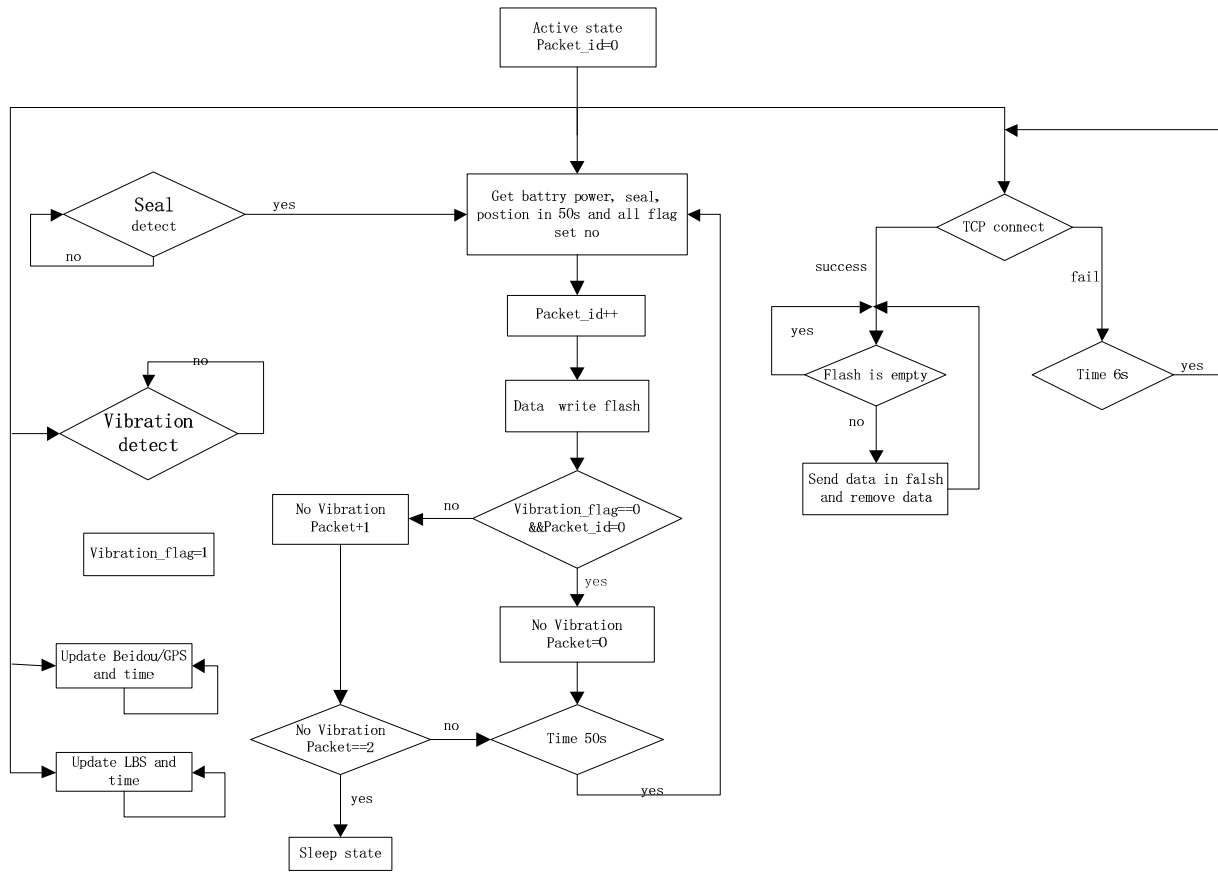 Active state
Packet_id=0
Seal
detect
yes
no
Get battry power, seal,
postion in 50s and all flag
set no
TCP connect
success
fail
Packet_id++
yes
Flash is empty
Time 6s
yes
no
Vibration
detect
Data write flash
no
Send data in falsh
and remove data
No Vibration
Packet+1
no
Vibration_flag==0
&&Packet_id=0
Vibration_flag=1
yes
No Vibration
Packet=0
Update Beidou/GPS
and time
No Vibration
Packet==2
no
Time 50s
Update LBS and
time
yes
yes
Sleep state